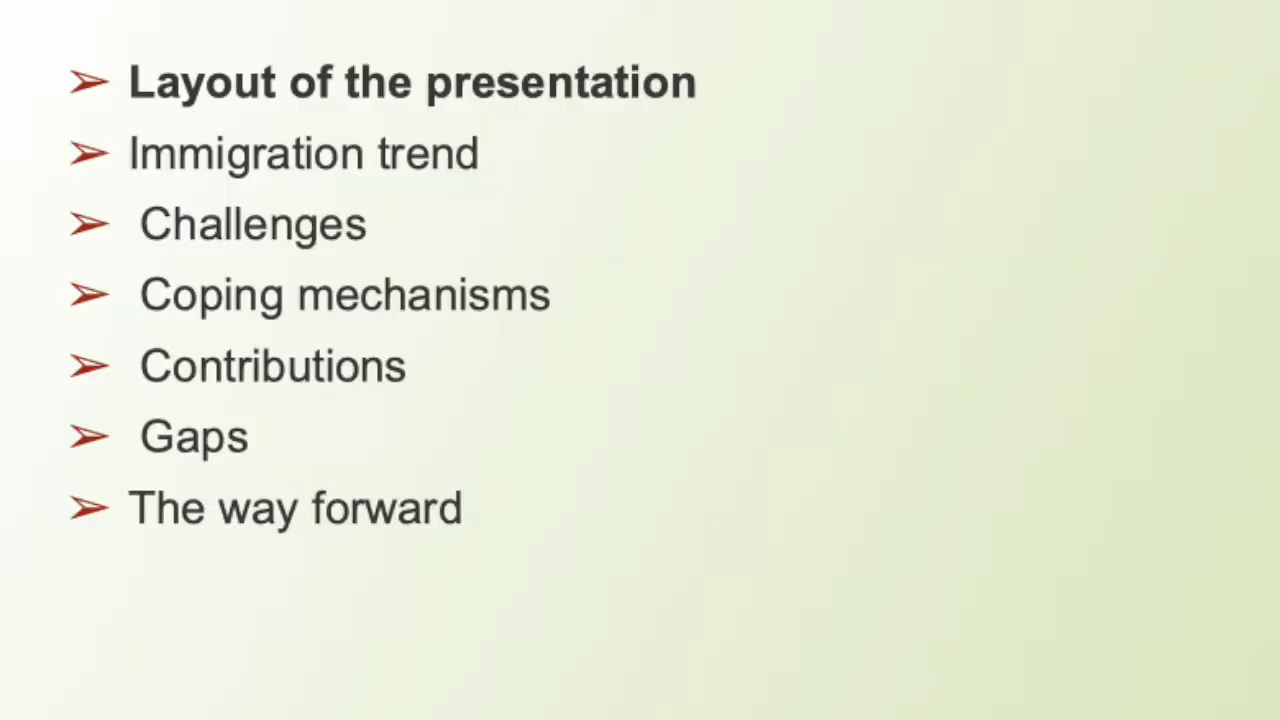 ➢ Layout of the presentation
➢ Immigration trend
➢ Challenges
➢ Coping mechanisms
➢ Contributions
➢ Gaps
➢ The way forward